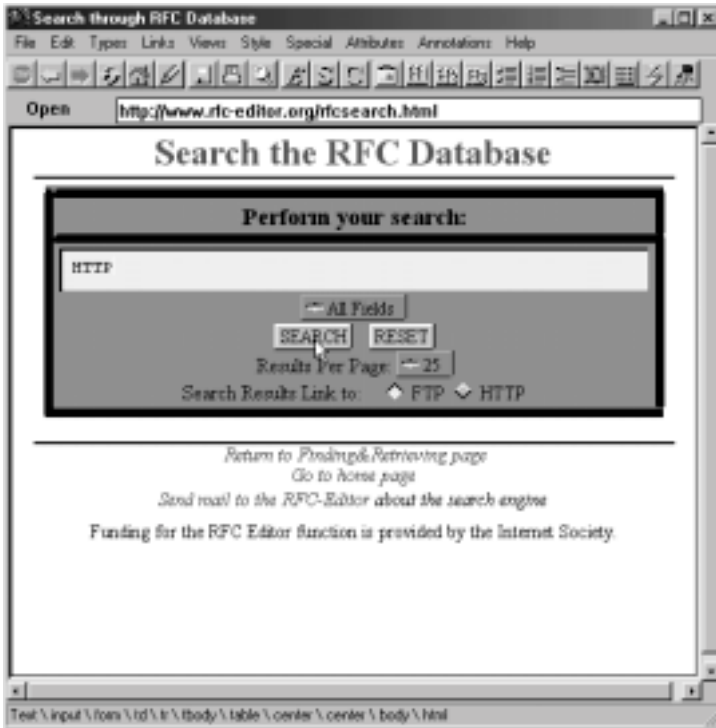 Search through RFC Database
File Edit Types Links Views Style Special Attributes Annotations Help
Open http://www.rfc-editor.org/rfcsearch.html
Search the RFC Database
Perform your search:
HTTP
All Fields
SEARCH RESET
Results Per Page: 25
Search Results Link to: FTP HTTP
Return to Finding&Retrieving page
Go to home page
Send mail to the RFC-Editor about the search engine
Funding for the RFC Editor function is provided by the Internet Society.
Text \ input \ form \ td \ tr \ tbody \ table \ center \ center \ body \ html